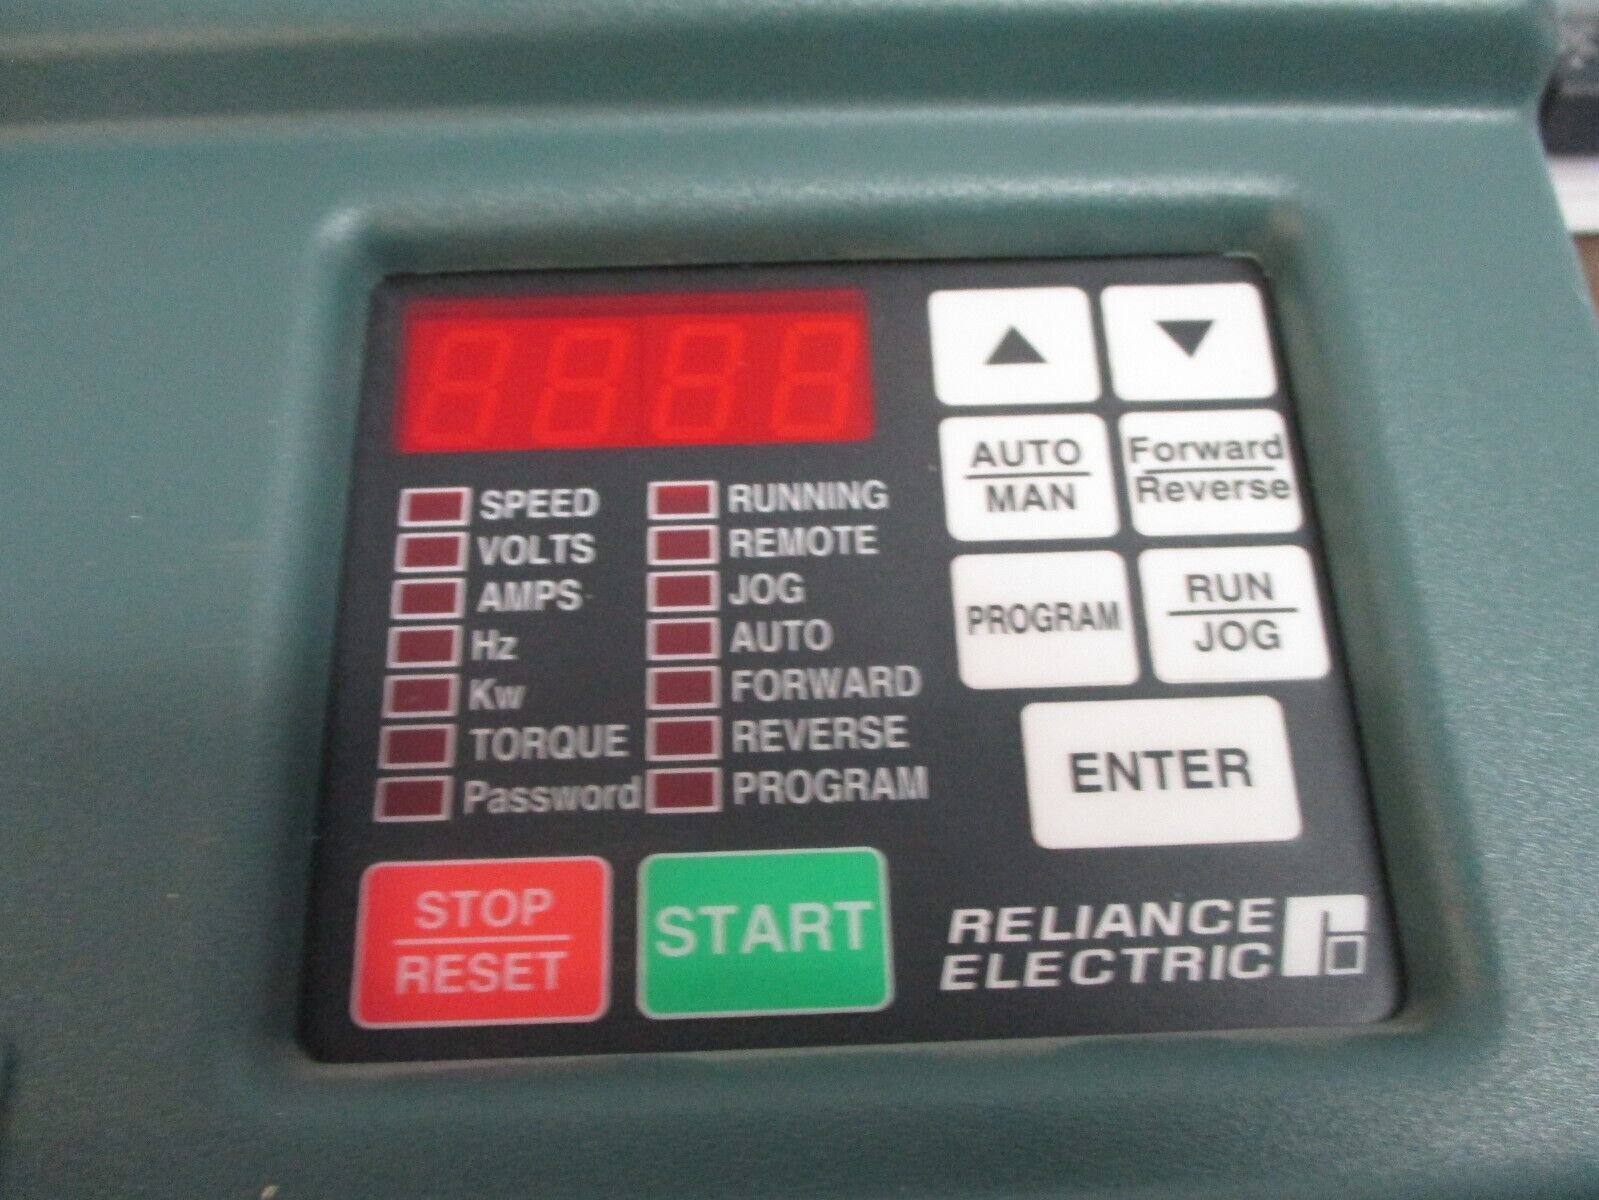 SPEED
VOLTS
AMPS
Hz
Kw
TORQUE
Password
RUNNING
REMOTE
JOG
AUTO
FORWARD
REVERSE
PROGRAM
AUTO
MAN
Forward
Reverse
PROGRAM
RUN
JOG
ENTER
STOP
RESET
START
RELIANCE
ELECTRIC